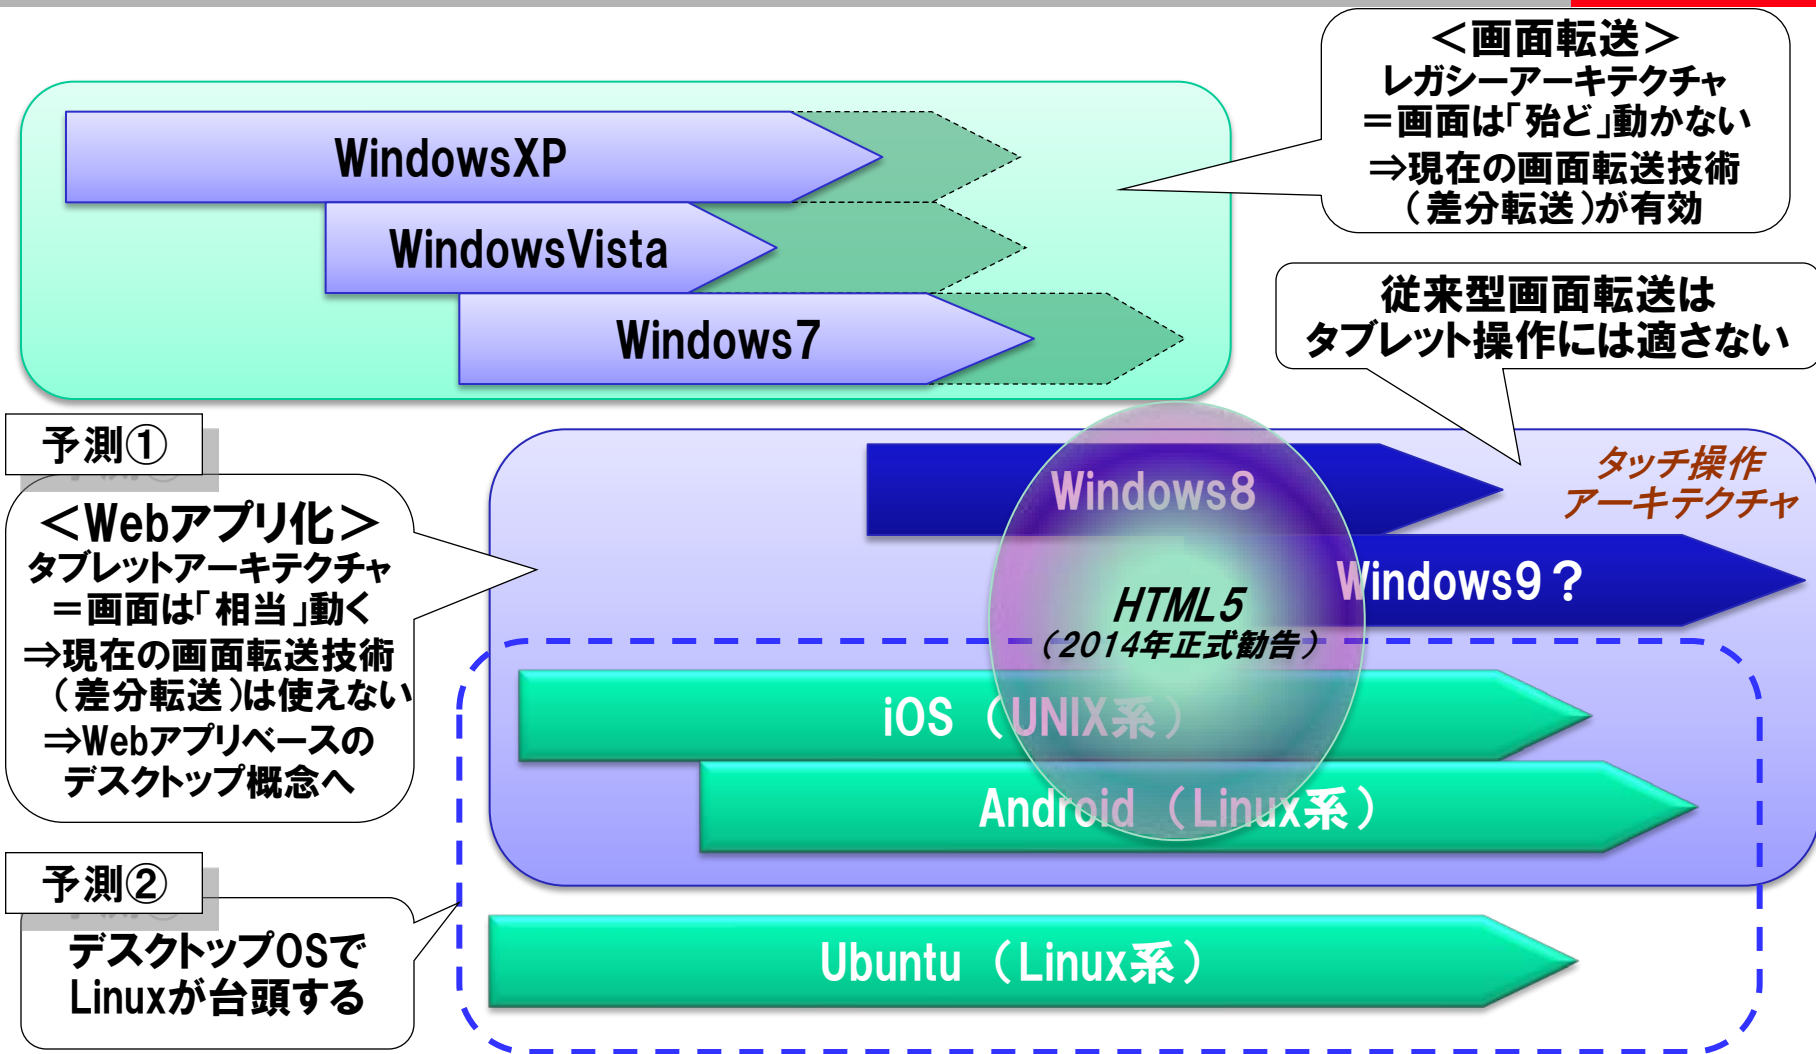 <画面転送>
レガシーアーキテクチャ
=画面は「殆ど」動かない
⇒現在の画面転送技術
(差分転送)が有効
WindowsXP
WindowsVista
Windows7
従来型画面転送は
タブレット操作には適さない
予測①
<Webアプリ化>
タブレットアーキテクチャ
=画面は「相当」動く
⇒現在の画面転送技術
(差分転送)は使えない
⇒Webアプリベースの
デスクトップ概念へ
Windows8
タッチ操作
アーキテクチャ
Windows9?
HTML5
(2014年正式勧告)
iOS (UNIX系)
Android (Linux系)
予測②
デスクトップOSで
Linuxが台頭する
Ubuntu (Linux系)